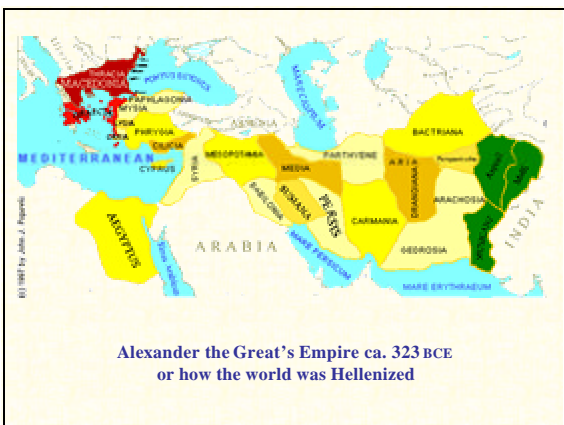 THRACIA
MACEDONIA
PONTUS EUXINUS
MARE CASPIUM
PAPHLAGONIA
MYSIA
LYDIA
ARMENIA
PHRYGIA
CILICIA
BACTRIANA
MEDITERRANEAN
CYPRUS
SYRIA
MESOPOTAMIA
MEDIA
PARTHYENE
ARIA
DRANGIANA
BABILONIA
SUSIANA
PERSIS
CARMANIA
ARACHOSIA
INDIA
AEGYPTUS
ARABIA
MARE PERSICUM
GEDROSIA
MARE ERYTHRAEUM
(c) 1997 by John J. Popovic
Alexander the Great's Empire ca. 323 BCE
or how the world was Hellenized